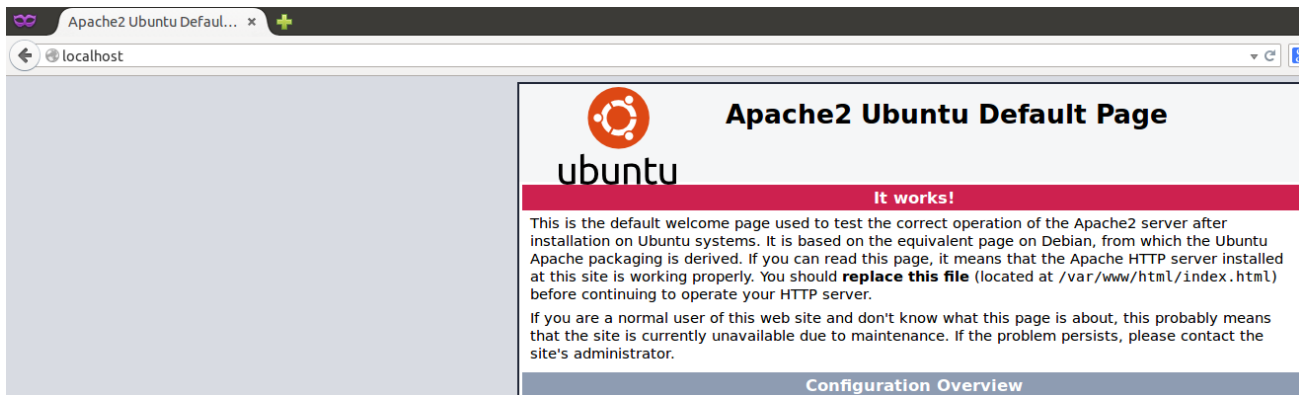 Apache2 Ubuntu Defaul...
localhost
Apache2 Ubuntu Default Page
ubuntu
It works!
This is the default welcome page used to test the correct operation of the Apache2 server after
installation on Ubuntu systems. It is based on the equivalent page on Debian, from which the Ubuntu
Apache packaging is derived. If you can read this page, it means that the Apache HTTP server installed
at this site is working properly. You should replace this file (located at /var/www/html/index.html)
before continuing to operate your HTTP server.
If you are a normal user of this web site and don't know what this page is about, this probably means
that the site is currently unavailable due to maintenance. If the problem persists, please contact the
site's administrator.
Configuration Overview